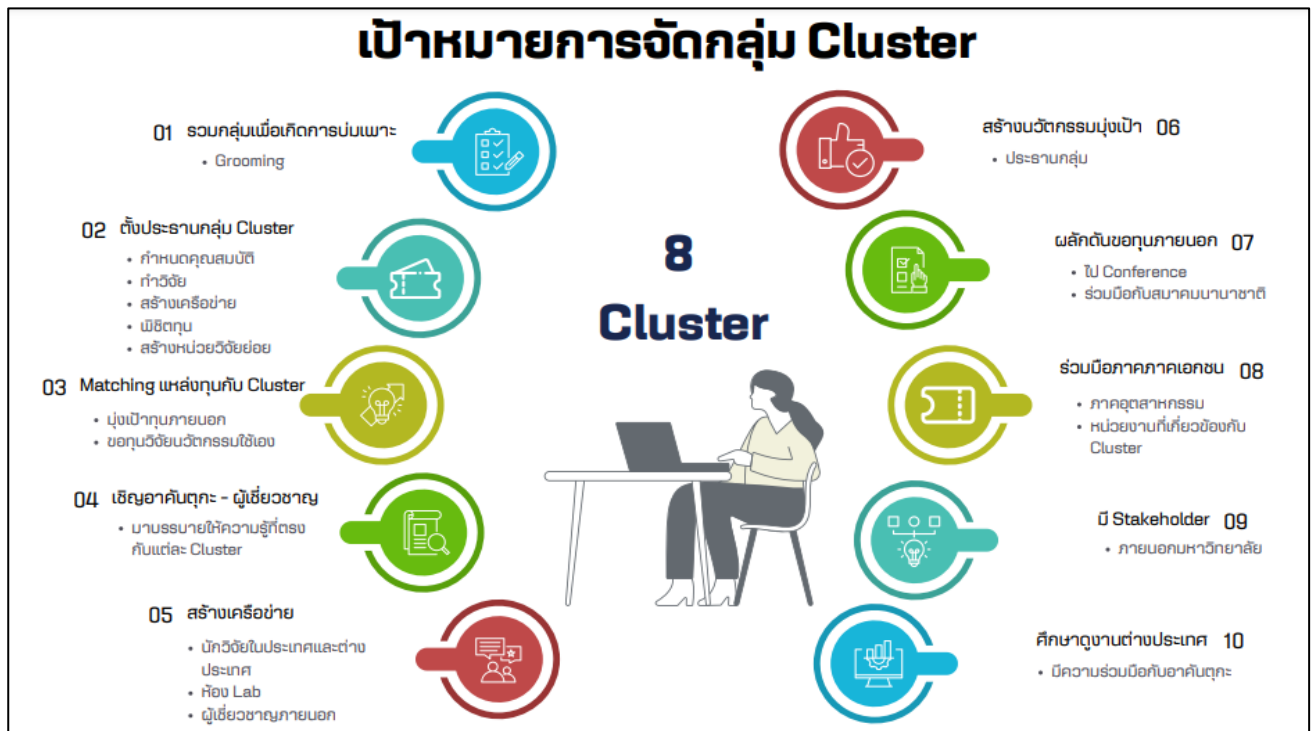 เป้าหมายการจัดกลุ่ม Cluster
01 รวมกลุ่มเพื่อเกิดการบ่มเพาะ
• Grooming
02 ตั้งประธานกลุ่ม Cluster
• กำหนดคุณสมบัติ
• ทำวิจัย
• สร้างเครือข่าย
• พิชิตทุน
• สร้างหน่วยวิจัยย่อย
03 Matching แหล่งทุนกับ Cluster
• มุ่งเป้าทุนภายนอก
• ขอทุนวิจัยนวัตกรรมใช้เอง
04 เชิญอาคันตุกะ - ผู้เชี่ยวชาญ
• มาบรรบายให้ความรู้ที่ตรง
กับแต่ละ Cluster
05 สร้างเครือข่าย
• นักวิจัยในประเทศและต่าง
ประเทศ
• ห้อง Lab
• ผู้เชี่ยวชาญภายนอก
8
Cluster
สร้างนวัตกรรมมุ่งเป้า 06
• ประธานกลุ่ม
ผลักดันขอทุนภายนอก 07
• ไป Conference
• ร่วมมือกับสมาคมนานาชาติ
ร่วมมือภาคภาคเอกชน 08
• ภาคอุตสาหกรรม
• หน่วยงานที่เกี่ยวข้องกับ
Cluster
มี Stakeholder 09
• ภายนอกมหาวิทยาลัย
ศึกษาดูงานต่างประเทศ 10
• มีความร่วมมือกับอาคันตุกะ